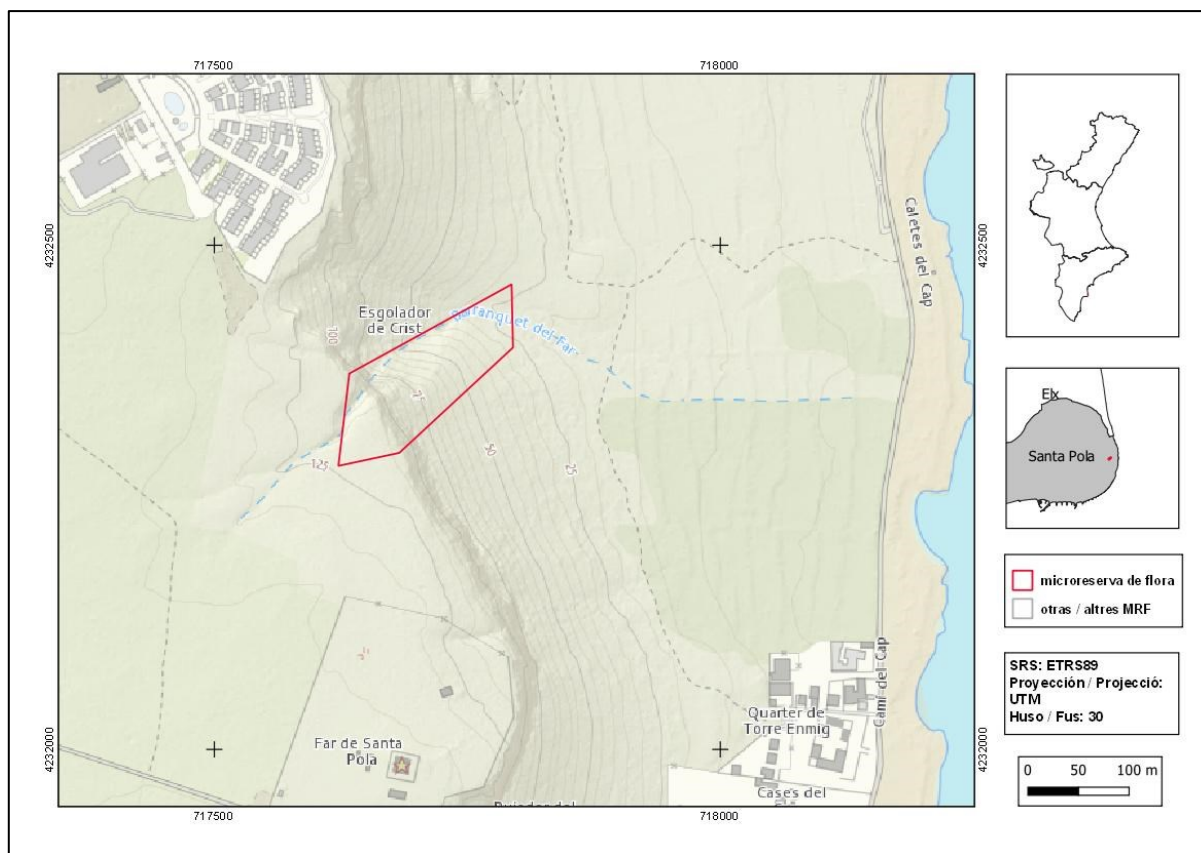 717500
718000
4232500
4232500
Caletes del Cap
Esgolador
de Crist
Barranquet del Far
100
75
50
25
125
Elx
Santa Pola
microreserva de flora
otras / altres MRF
SRS: ETRS89
Proyección / Projecció:
UTM
Huso / Fus: 30
Camí del Cap
Quarter de
Torre Enmig
Far de Santa
Pola
4232000
4232000
Cases del
0 50 100 m
717500
718000